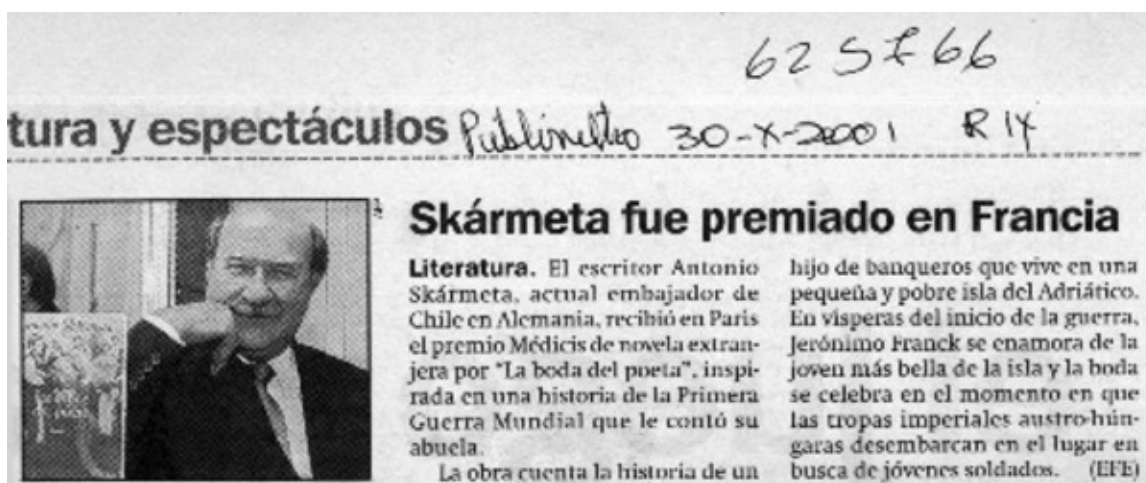 625766
tura y espectáculos Publimetro 30-X-2001 R 14
Skármeta fue premiado en Francia
Literatura. El escritor Antonio
Skármeta, actual embajador de
Chile en Alemania, recibió en Paris
el premio Médicis de novela extran-
jera por "La boda del poeta", inspi-
rada en una historia de la Primera
Guerra Mundial que le contó su
abuela.
La obra cuenta la historia de un
hijo de banqueros que vive en una
pequeña y pobre isla del Adriático.
En vísperas del inicio de la guerra,
Jerónimo Franck se enamora de la
joven más bella de la isla y la boda
se celebra en el momento en que
las tropas imperiales austro-hún-
garas desembarcan en el lugar en
busca de jóvenes soldados. (EFE)